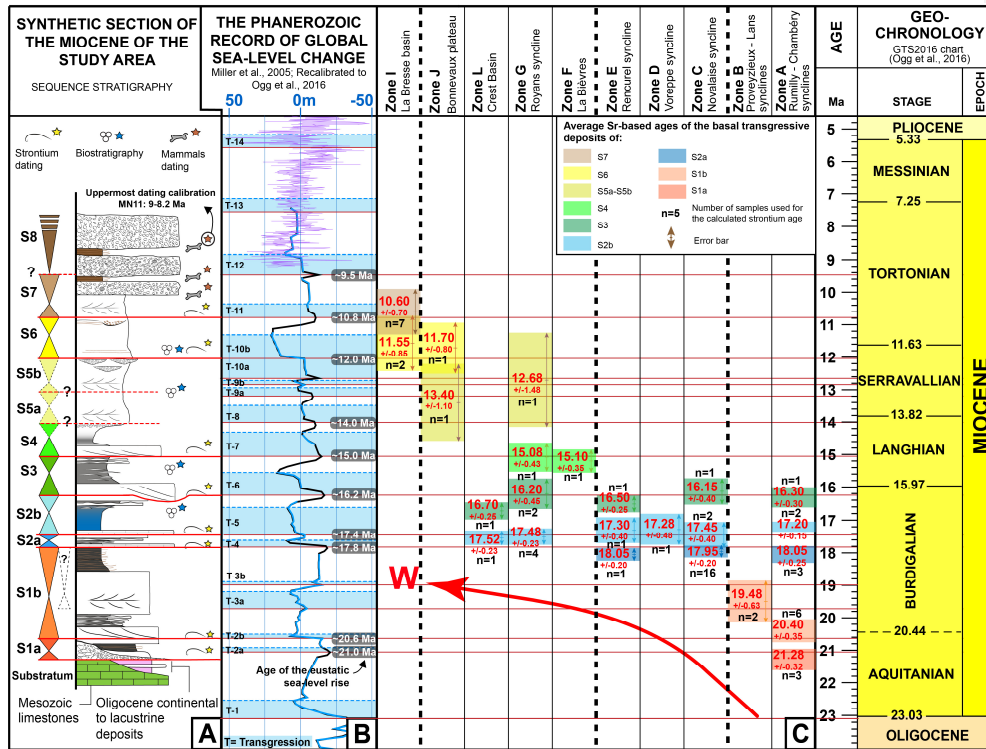 SYNTHETIC SECTION OF
THE MIOCENE OF THE
STUDY AREA
SEQUENCE STRATIGRAPHY
Strontium
dating
Biostratigraphy
Mammals
dating
Uppermost dating calibration
MN11: 9-8.2 Ma
S8
?
S7
S6
S5b
?
S5a
?
S4
S3
S2b
S2a
?
S1b
S1a
Substratum
Mesozoic
limestones
Oligocene continental
to lacustrine
deposits
A
THE PHANEROZOIC
RECORD OF GLOBAL
SEA-LEVEL CHANGE
Miller et al., 2005; Recalibrated to
Ogg et al., 2016
50 0m -50
T-14
T-13
T-12
~9.5 Ma
T-11
~10.8 Ma
T-10b
~12.0 Ma
T-10a
T-9b
T-9a
T-8
~14.0 Ma
T-7
~15.0 Ma
T-6
~16.2 Ma
T-5
~17.4 Ma
T-4
~17.8 Ma
T 3b
T-3a
T-2b
~20.6 Ma
T-2a
~21.0 Ma
Age of the eustatic
sea-level rise
T-1
T= Transgression
B
Zone I
La Bresse basin
Zone J
Bonnevaux plateau
Zone L
Crest Basin
Zone G
Royans syncline
Zone F
La Bièvres
Zone E
Rencurel syncline
Zone D
Voreppe syncline
Zone C
Novalaise syncline
Zone B
Proveyzieux - Lans
synclines
Zone A
Rumilly - Chambéry
synclines
Average Sr-based ages of the basal transgressive
deposits of:
S7
S6
S5a-S5b
S4
S3
S2b
S2a
S1b
S1a
n=5
Number of samples used for
the calculated strontium age
Error bar
10.60
+/-0.70
n=7
11.55
+/-0.85
n=2
11.70
+/-0.80
n=1
13.40
+/-1.10
n=1
16.70
+/-0.25
n=1
17.52
+/-0.23
n=1
12.68
+/-1.48
n=1
15.08
+/-0.43
n=1
16.20
+/-0.45
n=2
17.48
+/-0.23
n=4
15.10
+/-0.35
n=1
n=1
16.50
+/-0.25
17.30
+/-0.40
n=1
18.05
+/-0.20
n=1
17.28
+/-0.48
n=1
n=1
16.15
+/-0.40
n=2
17.45
+/-0.40
17.95
+/-0.20
n=16
19.48
+/-0.63
n=2
n=1
16.30
+/-0.30
n=2
17.20
+/-0.15
18.05
+/-0.25
n=3
n=6
20.40
+/-0.35
21.28
+/-0.32
n=3
W
C
AGE
Ma
5
6
7
8
9
10
11
12
13
14
15
16
17
18
19
20
21
22
23
GEO-
CHRONOLOGY
GTS2016 chart
(Ogg et al., 2016)
STAGE
EPOCH
PLIOCENE
5.33
MESSINIAN
7.25
TORTONIAN
11.63
SERRAVALLIAN
13.82
LANGHIAN
15.97
BURDIGALIAN
20.44
AQUITANIAN
23.03
OLIGOCENE
MIOCENE